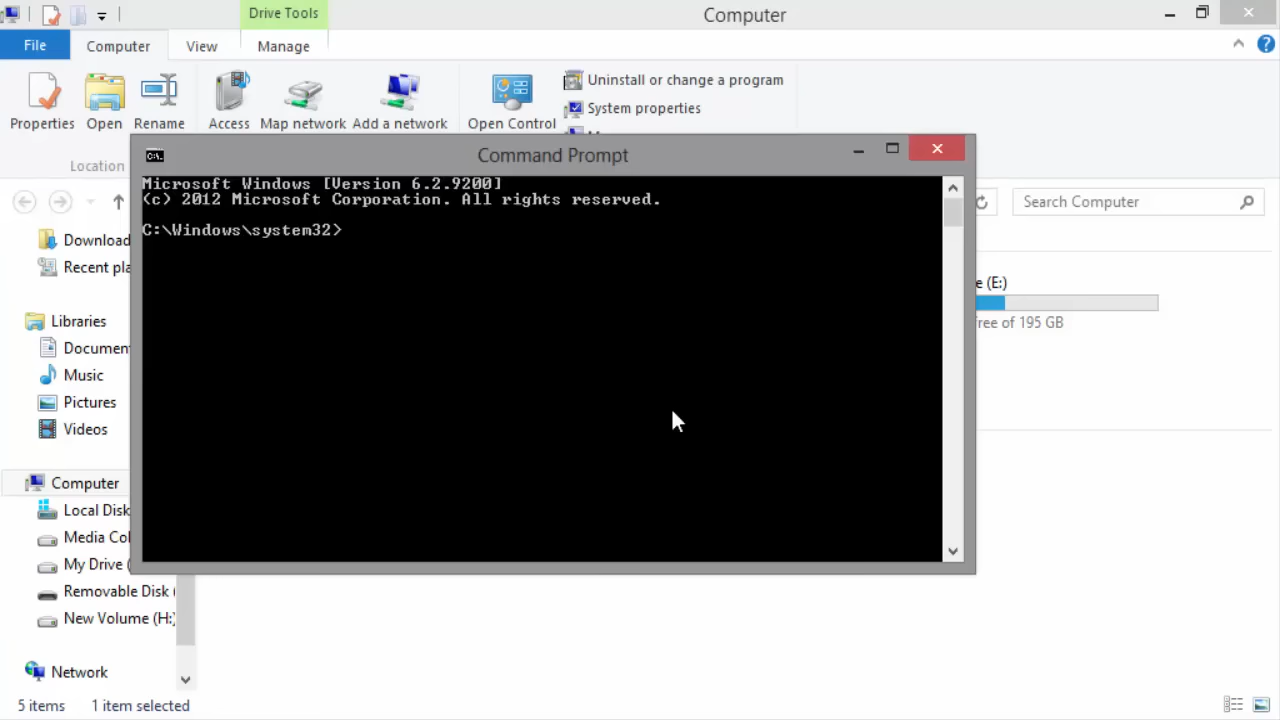 Drive Tools
Computer
File
Computer
View
Manage
Properties
Open
Rename
Access
Map network
Add a network
Open Control
Uninstall or change a program
System properties
Location
Command Prompt
Microsoft Windows [Version 6.2.9200]
(c) 2012 Microsoft Corporation. All rights reserved.
C:\Windows\system32>
Search Computer
Download
Recent pla
Libraries
Documen
Music
Pictures
Videos
Computer
Local Disk
Media Col
My Drive (
Removable Disk (
New Volume (H:)
Network
e (E:)
free of 195 GB
5 items
1 item selected